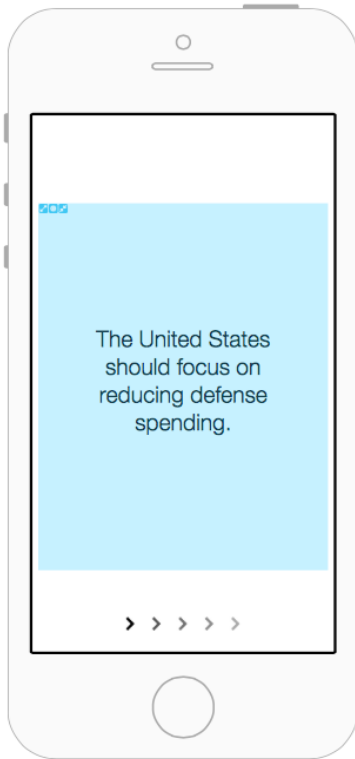 The United States
should focus on
reducing defense
spending.